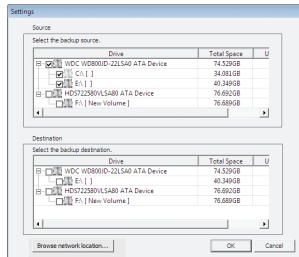 Settings
Source
Select the backup source.
Drive Total Space U
WDC WD800JD-22LSA0 ATA Device 74.529GB
C:\ [ ] 34.081GB
E:\ [ ] 40.349GB
HDS722580VLSA80 ATA Device 76.692GB
F:\ [ New Volume ] 76.689GB
Destination
Select the backup destination.
Drive Total Space U
WDC WD800JD-22LSA0 ATA Device 74.529GB
E:\ [ ] 40.349GB
HDS722580VLSA80 ATA Device 76.692GB
F:\ [ New Volume ] 76.689GB
Browse network location... OK Cancel